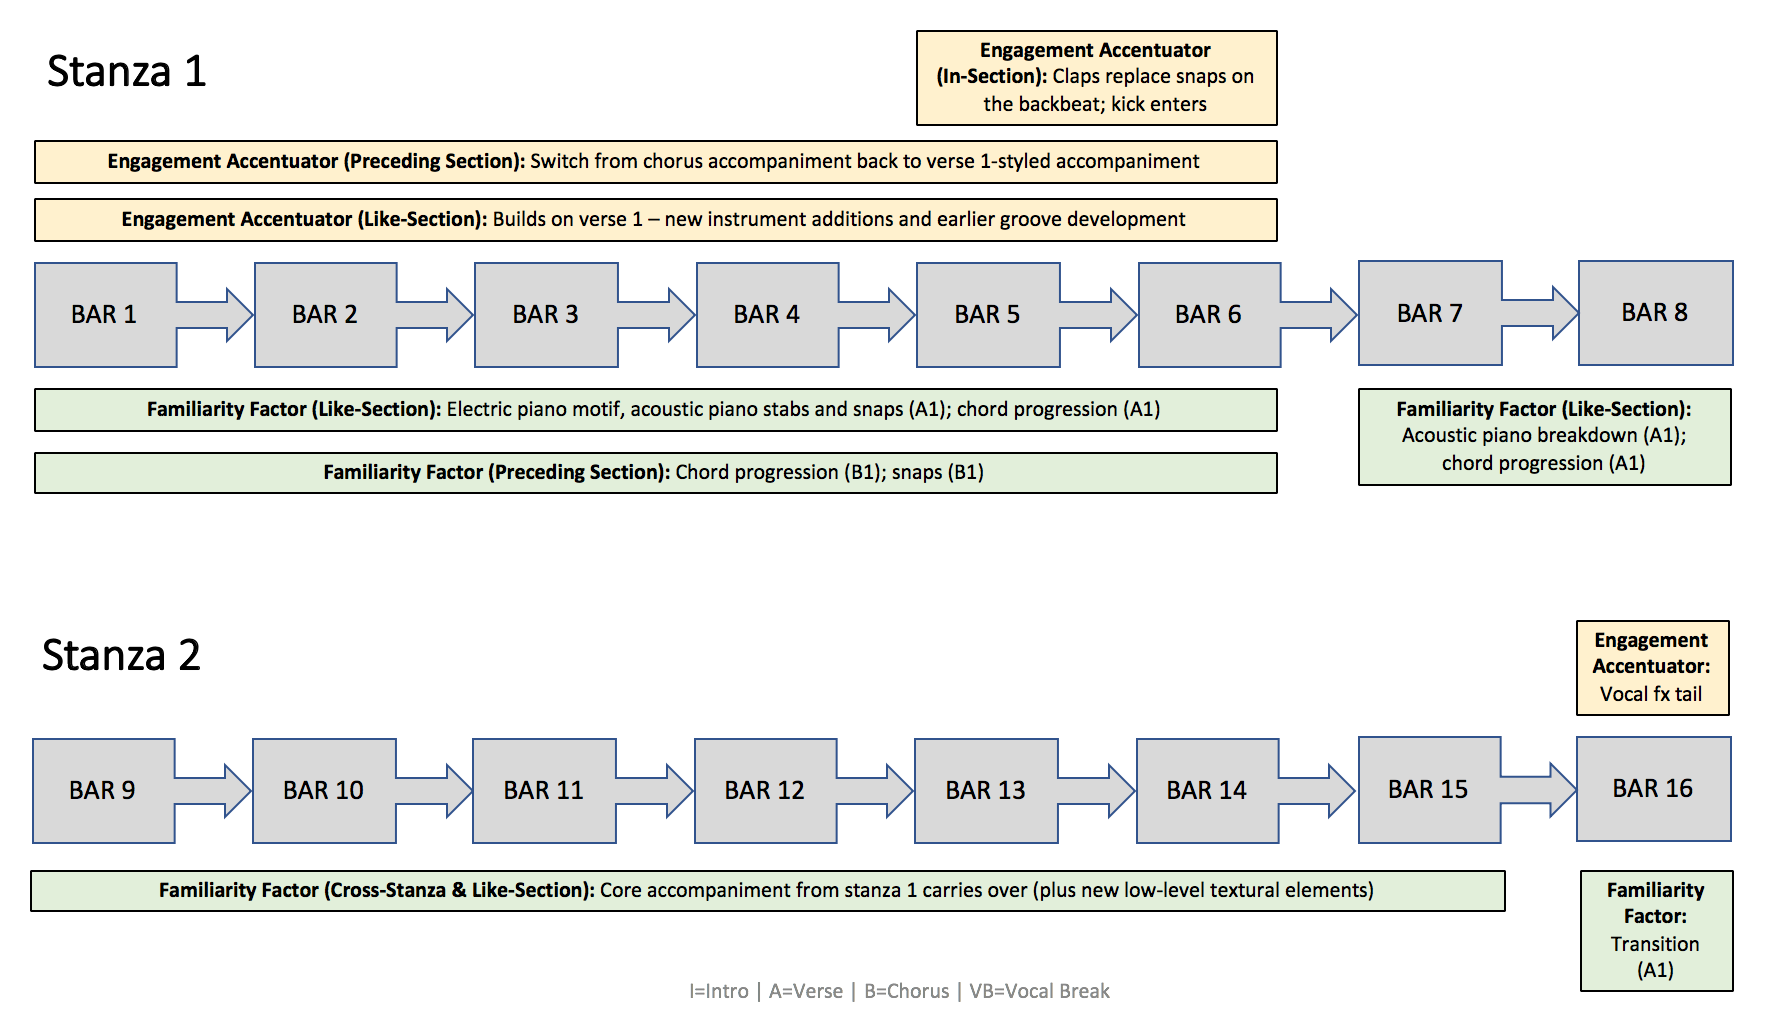 Stanza 1
Engagement Accentuator
(In-Section): Claps replace snaps on
the backbeat; kick enters
Engagement Accentuator (Preceding Section): Switch from chorus accompaniment back to verse 1-styled accompaniment
Engagement Accentuator (Like-Section): Builds on verse 1 – new instrument additions and earlier groove development
BAR 1
BAR 2
BAR 3
BAR 4
BAR 5
BAR 6
BAR 7
BAR 8
Familiarity Factor (Like-Section): Electric piano motif, acoustic piano stabs and snaps (A1); chord progression (A1)
Familiarity Factor (Preceding Section): Chord progression (B1); snaps (B1)
Familiarity Factor (Like-Section):
Acoustic piano breakdown (A1);
chord progression (A1)
Stanza 2
Engagement
Accentuator:
Vocal fx tail
BAR 9
BAR 10
BAR 11
BAR 12
BAR 13
BAR 14
BAR 15
BAR 16
Familiarity Factor (Cross-Stanza & Like-Section): Core accompaniment from stanza 1 carries over (plus new low-level textural elements)
Familiarity
Factor:
Transition
(A1)
I=Intro | A=Verse | B=Chorus | VB=Vocal Break